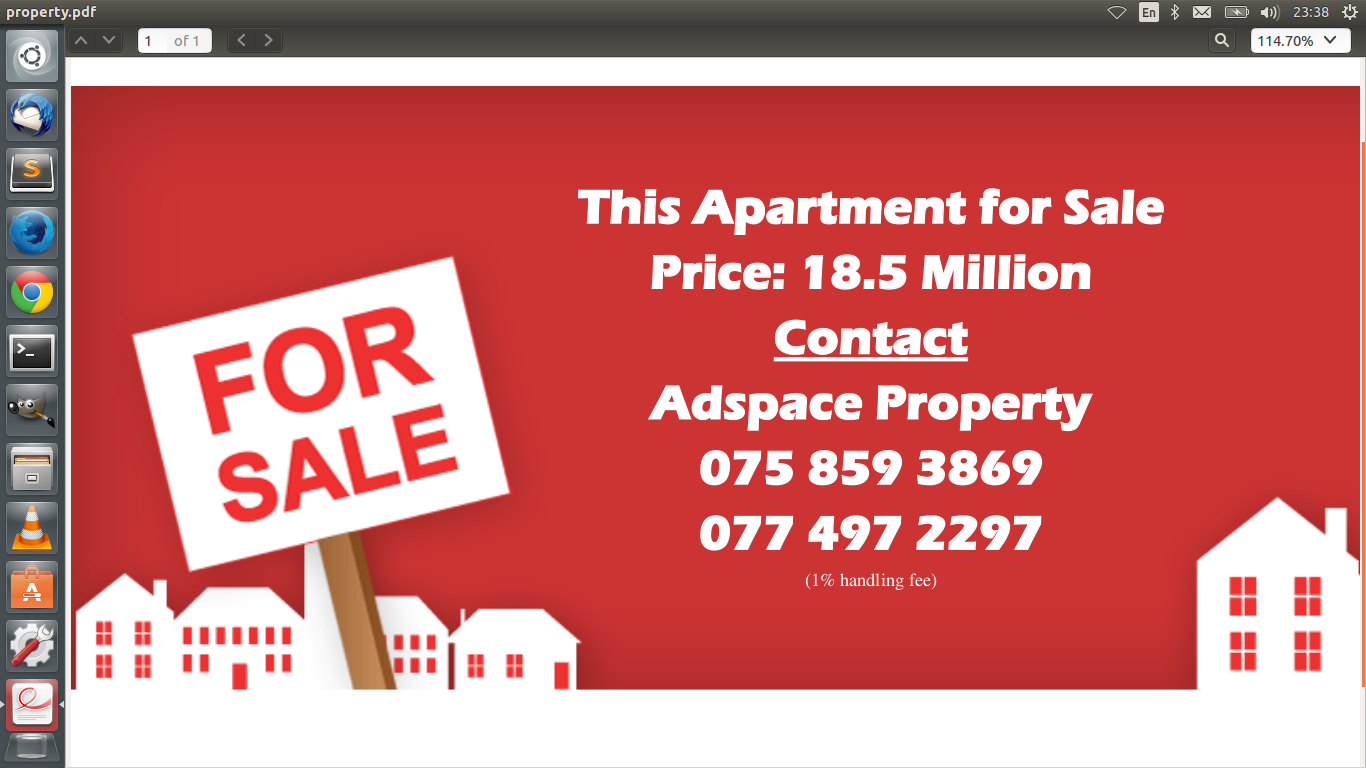 property.pdf
En
23:38
1 of 1
114.70%
This Apartment for Sale
Price: 18.5 Million
Contact
Adspace Property
075 859 3869
077 497 2297
(1% handling fee)
FOR
SALE